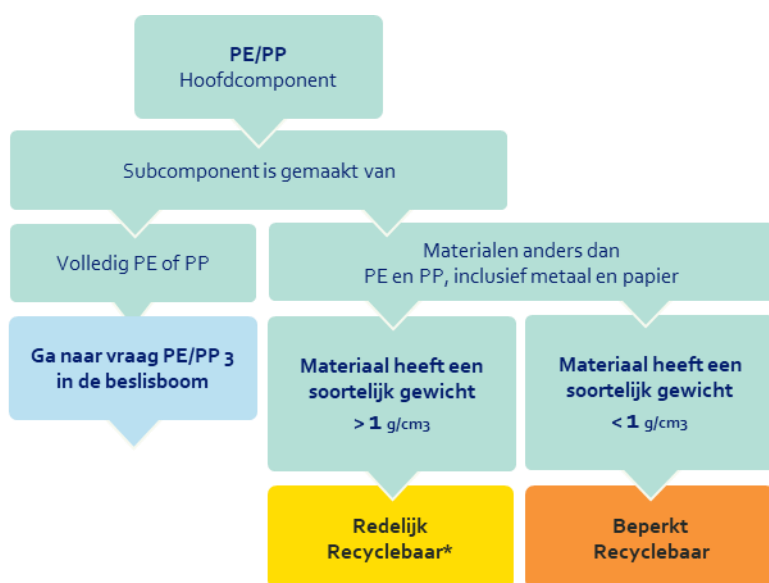 PE/PP
Hoofdcomponent
Subcomponent is gemaakt van
Volledig PE of PP
Materialen anders dan
PE en PP, inclusief metaal en papier
Ga naar vraag PE/PP 3
in de beslisboom
Materiaal heeft een
soortelijk gewicht
> 1 g/cm3
Materiaal heeft een
soortelijk gewicht
< 1 g/cm3
Redelijk
Recyclebaar*
Beperkt
Recyclebaar